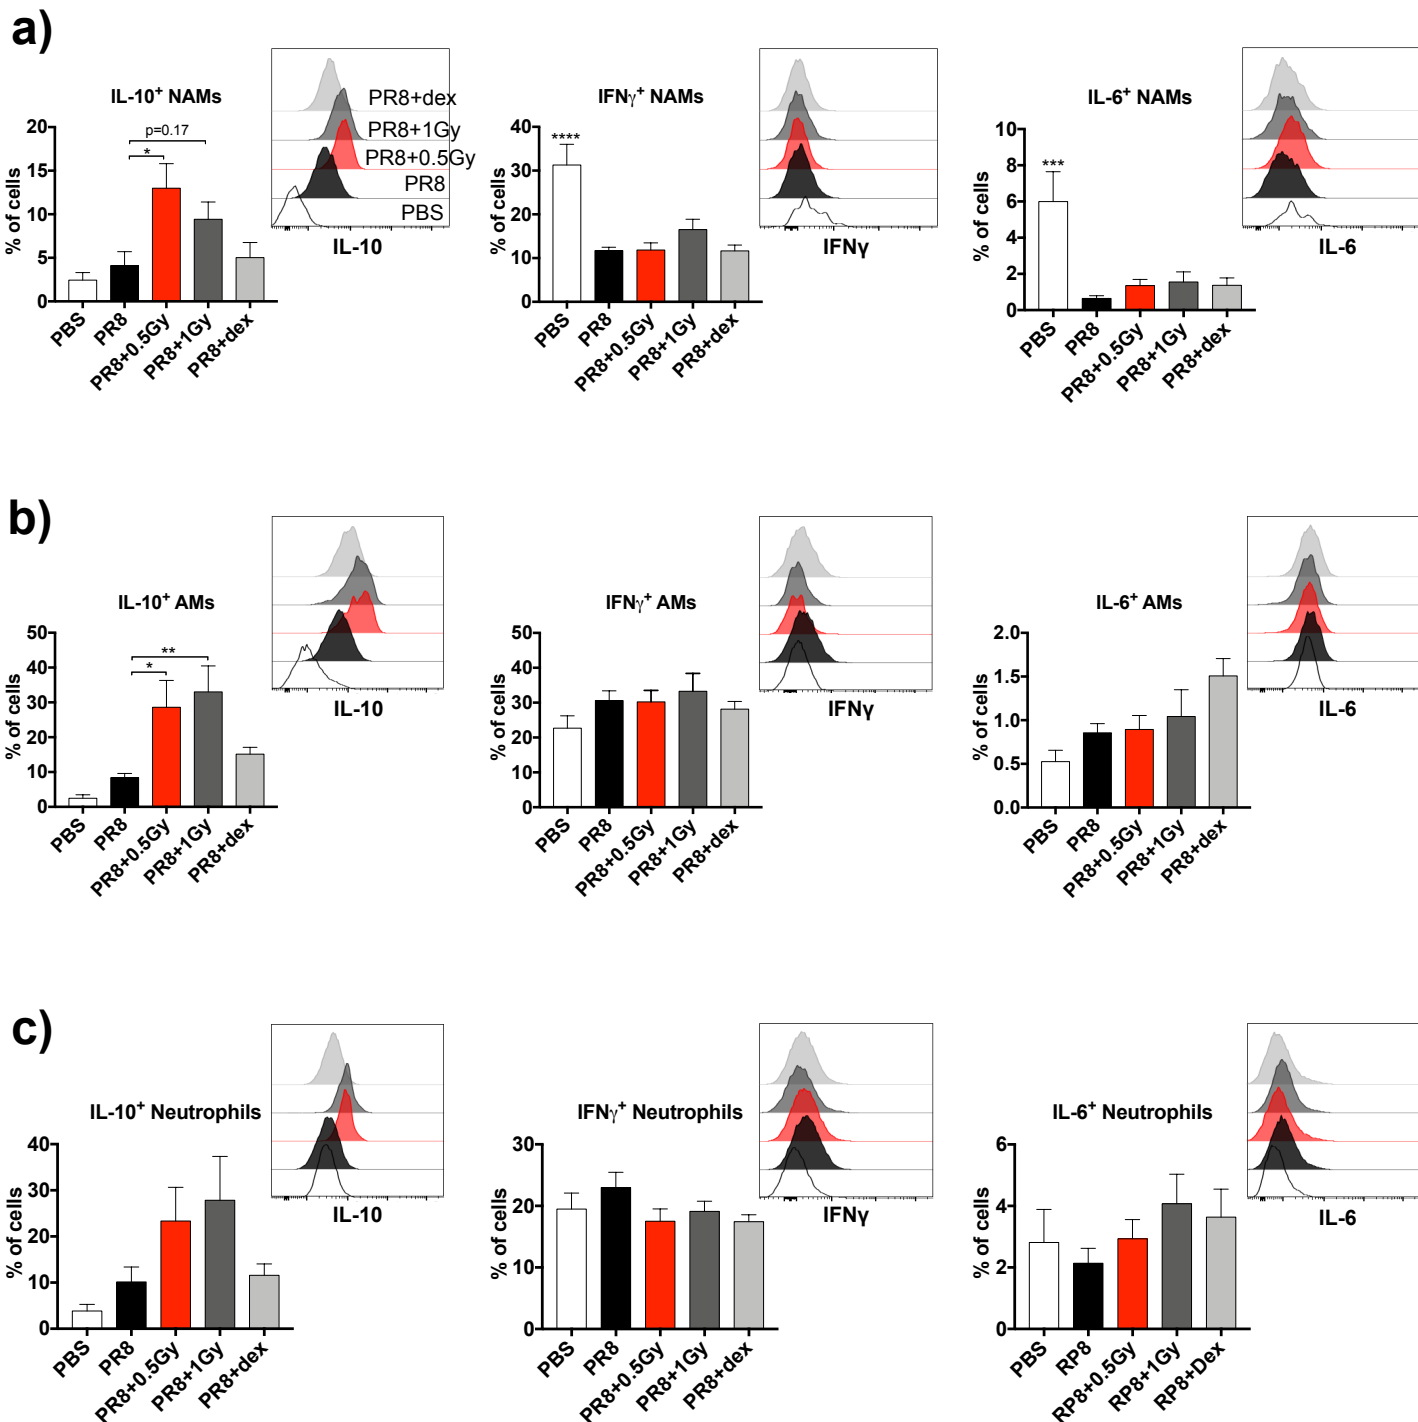 a)
IL-10⁺ NAMs
% of cells
20
15
10
5
0
p=0.17
*
PBS
PR8
PR8+0.5Gy
PR8+1Gy
PR8+dex
PR8+dex
PR8+1Gy
PR8+0.5Gy
PR8
PBS
IL-10
IFNγ⁺ NAMs
% of cells
40
30
20
10
0
****
PBS
PR8
PR8+0.5Gy
PR8+1Gy
PR8+dex
IFNγ
IL-6⁺ NAMs
% of cells
10
8
6
4
2
0
***
PBS
PR8
PR8+0.5Gy
PR8+1Gy
PR8+dex
IL-6
b)
IL-10⁺ AMs
% of cells
50
40
30
20
10
0
**
*
PBS
PR8
PR8+0.5Gy
PR8+1Gy
PR8+dex
IL-10
IFNγ⁺ AMs
% of cells
50
40
30
20
10
0
PBS
PR8
PR8+0.5Gy
PR8+1Gy
PR8+dex
IFNγ
IL-6⁺ AMs
% of cells
2.0
1.5
1.0
0.5
0.0
PBS
PR8
PR8+0.5Gy
PR8+1Gy
PR8+dex
IL-6
c)
IL-10⁺ Neutrophils
% of cells
40
30
20
10
0
PBS
PR8
PR8+0.5Gy
PR8+1Gy
PR8+dex
IL-10
IFNγ⁺ Neutrophils
% of cells
30
20
10
0
PBS
PR8
PR8+0.5Gy
PR8+1Gy
PR8+dex
IFNγ
IL-6⁺ Neutrophils
% of cells
6
4
2
0
PBS
RP8
RP8+0.5Gy
RP8+1Gy
RP8+Dex
IL-6